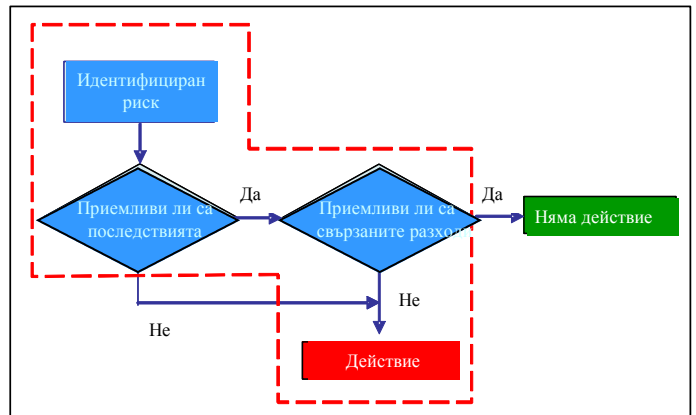 Идентифициран
риск
Да
Да
Приемливи ли са
последствията
Приемливи ли са
свързаните разход
Няма действие
Не
Не
Действие